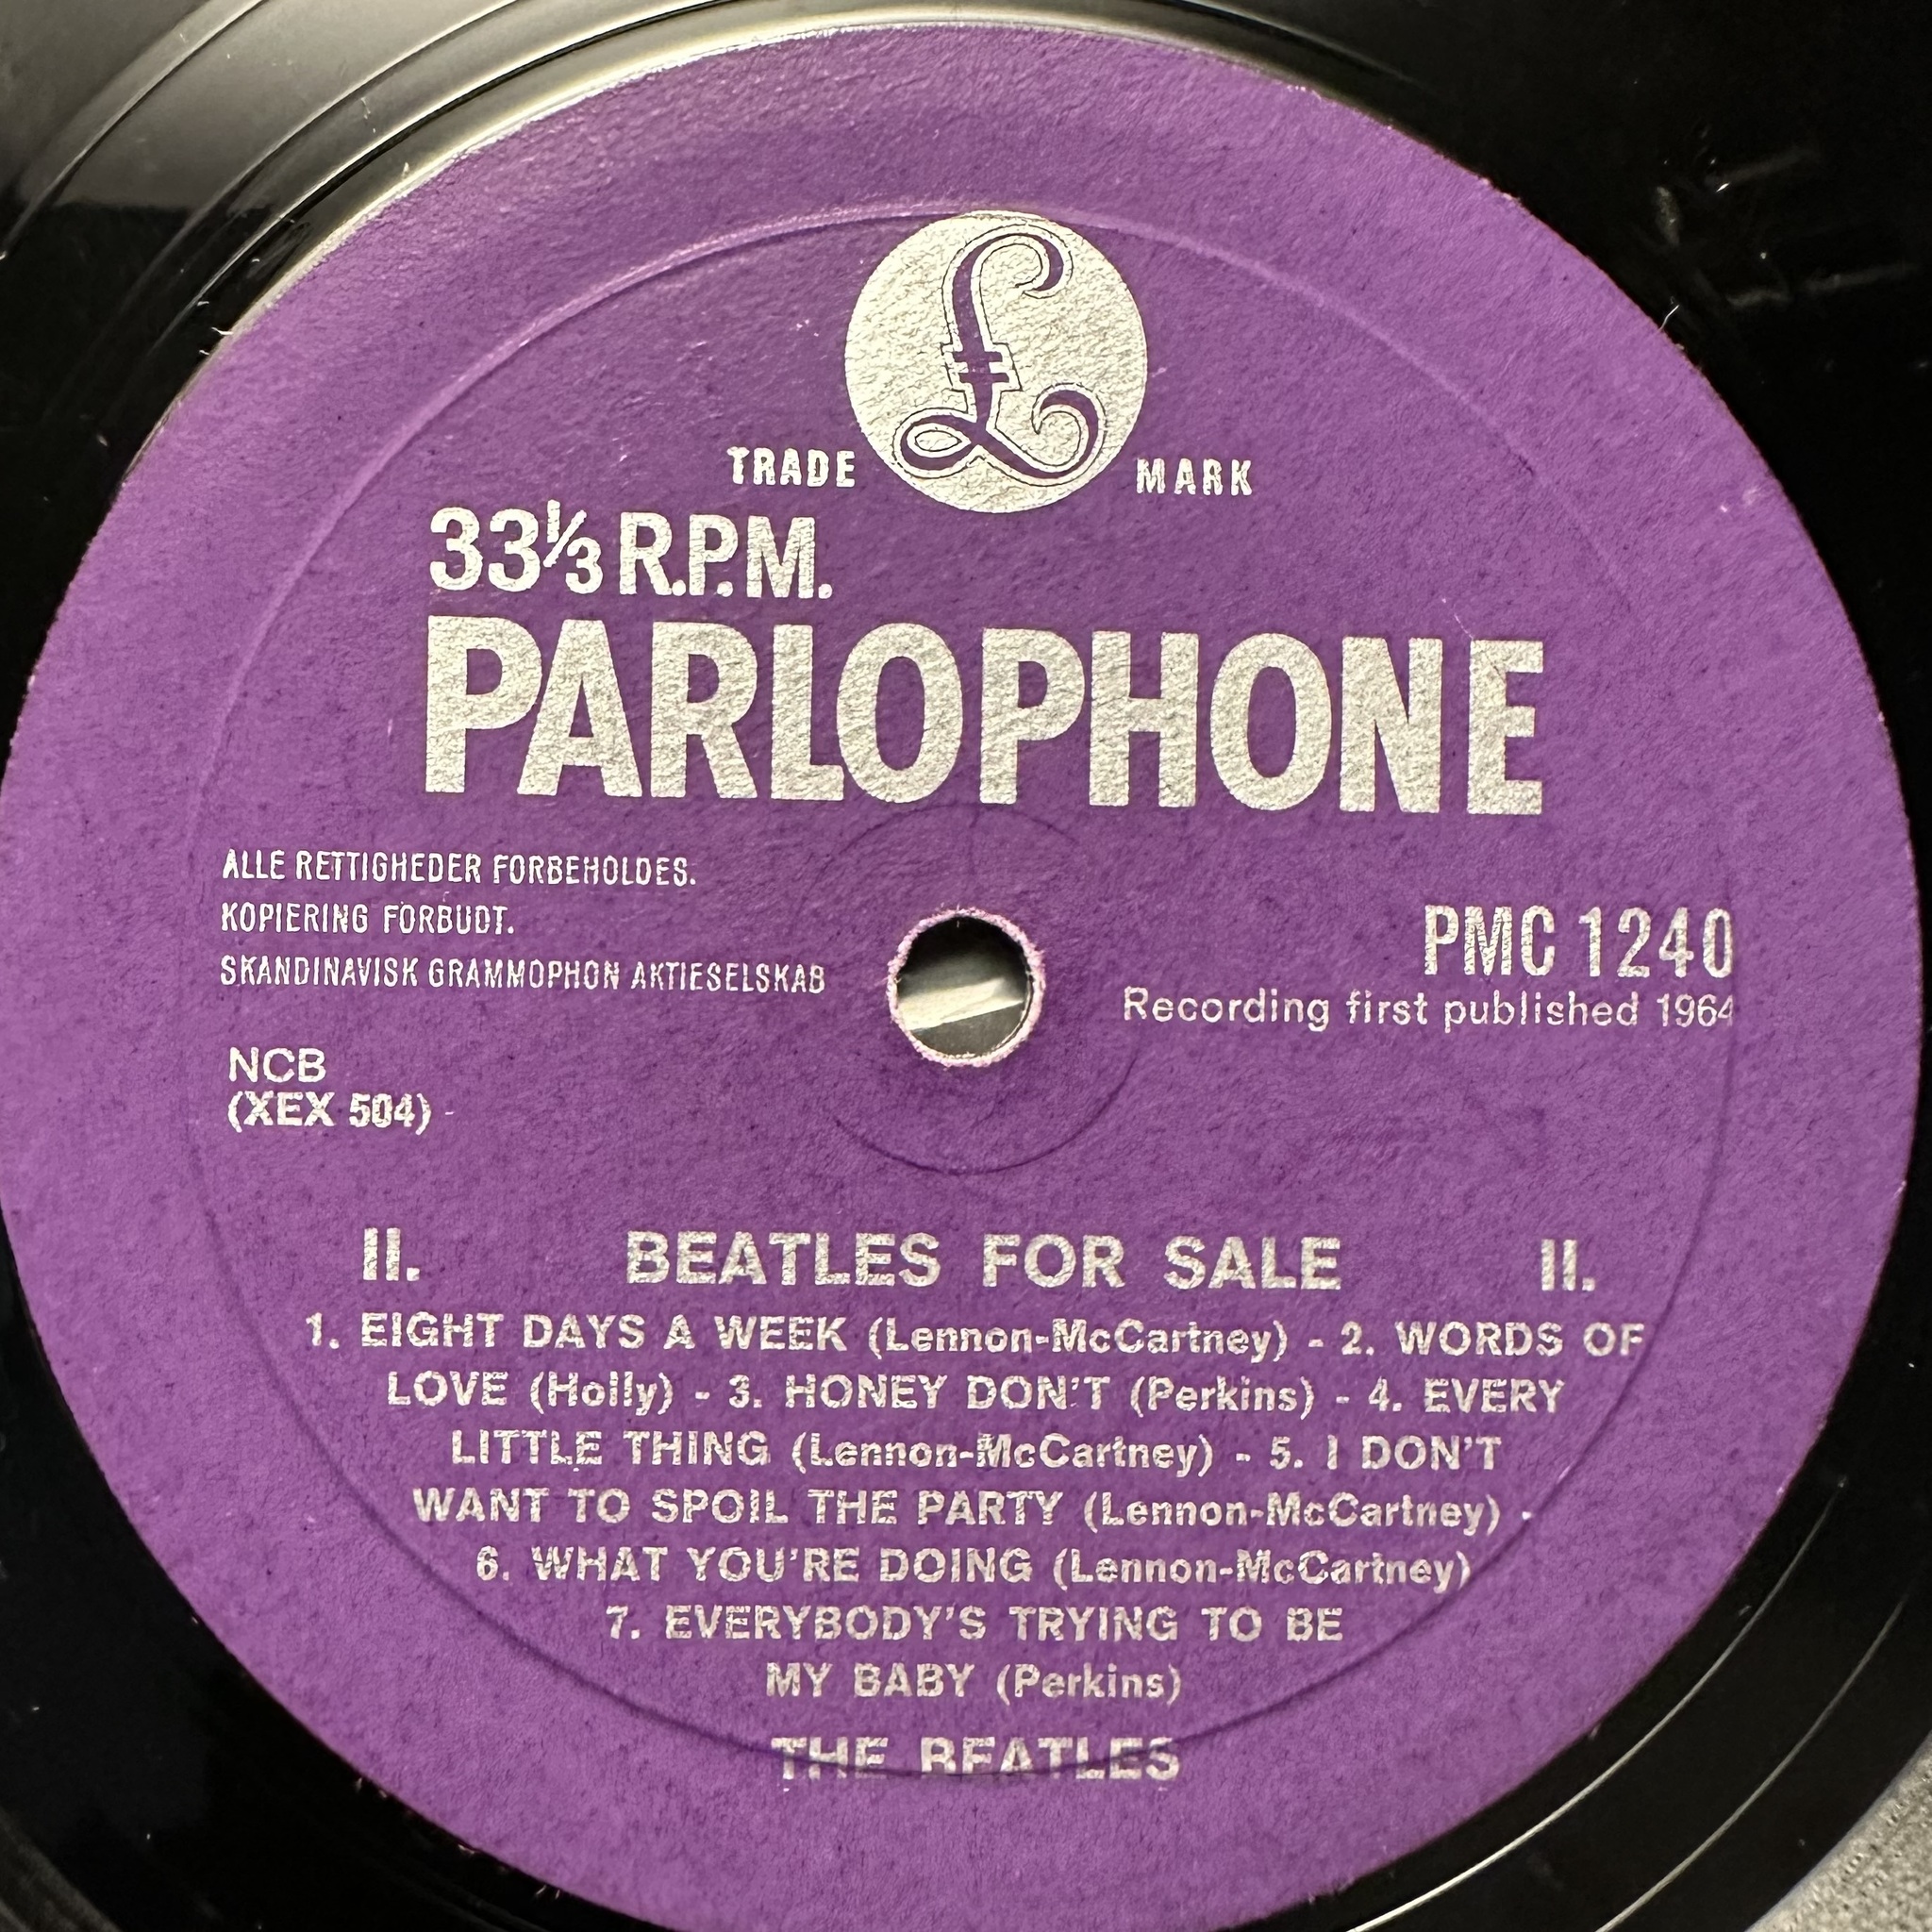 £
TRADE MARK
33⅓ R.P.M.
PARLOPHONE
ALLE RETTIGHEDER FORBEHOLDES.
KOPIERING FORBUDT.
SKANDINAVISK GRAMMOPHON AKTIESELSKAB
PMC 1240
Recording first published 1964
NCB
(XEX 504)
II. BEATLES FOR SALE II.
1. EIGHT DAYS A WEEK (Lennon-McCartney) - 2. WORDS OF
LOVE (Holly) - 3. HONEY DON'T (Perkins) - 4. EVERY
LITTLE THING (Lennon-McCartney) - 5. I DON'T
WANT TO SPOIL THE PARTY (Lennon-McCartney) -
6. WHAT YOU'RE DOING (Lennon-McCartney)
7. EVERYBODY'S TRYING TO BE
MY BABY (Perkins)
THE BEATLES